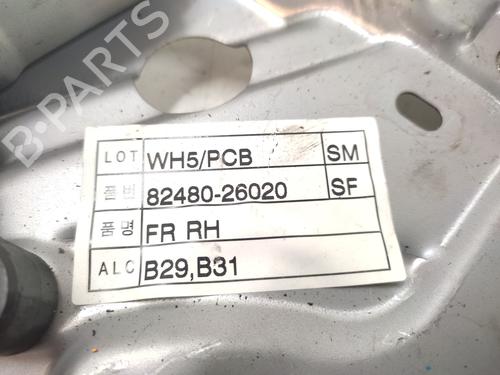 B-PARTS
LOT WH5/PCB SM
품번 82480-26020 SF
품명 FR RH
ALC B29,B31